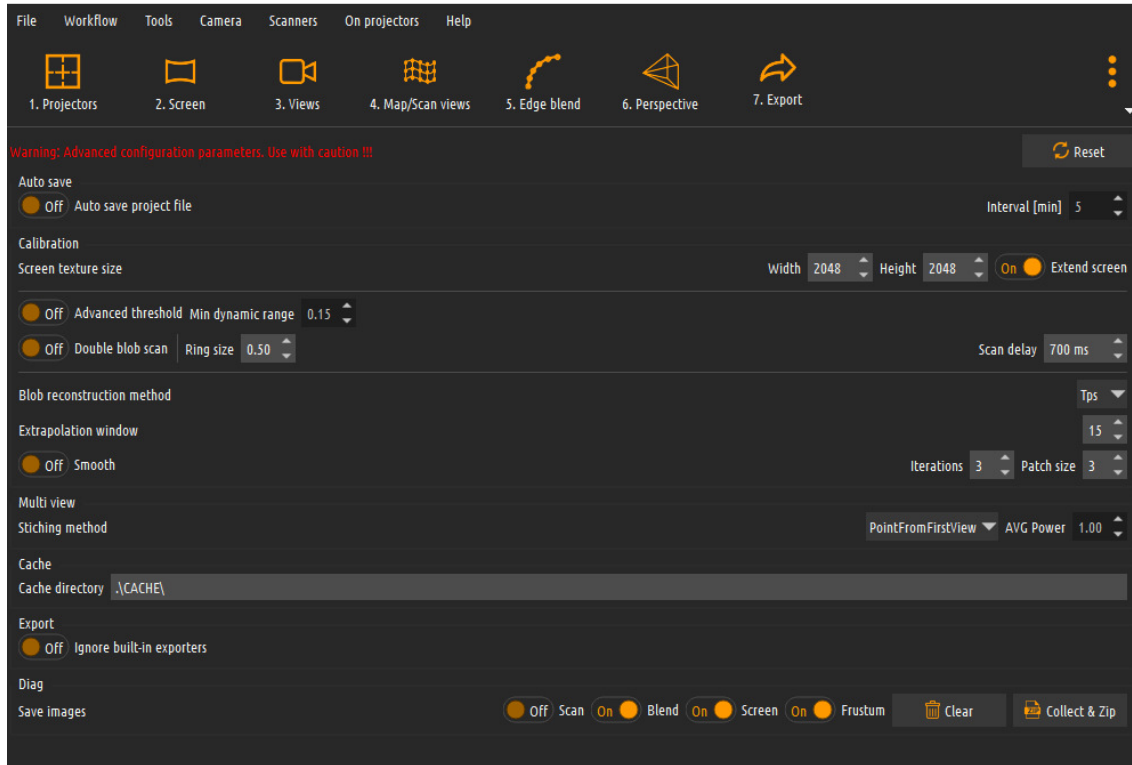 File Workflow Tools Camera Scanners On projectors Help
1. Projectors 2. Screen 3. Views 4. Map/Scan views 5. Edge blend 6. Perspective 7. Export
Warning: Advanced configuration parameters. Use with caution !!! Reset
Auto save
Off Auto save project file Interval [min] 5
Calibration
Screen texture size Width 2048 Height 2048 On Extend screen
Off Advanced threshold Min dynamic range 0.15
Off Double blob scan Ring size 0.50 Scan delay 700 ms
Blob reconstruction method Tps
Extrapolation window 15
Off Smooth Iterations 3 Patch size 3
Multi view
Stiching method PointFromFirstView AVG Power 1.00
Cache
Cache directory .\CACHE\
Export
Off Ignore built-in exporters
Diag
Save images Off Scan On Blend On Screen On Frustum Clear Collect & Zip